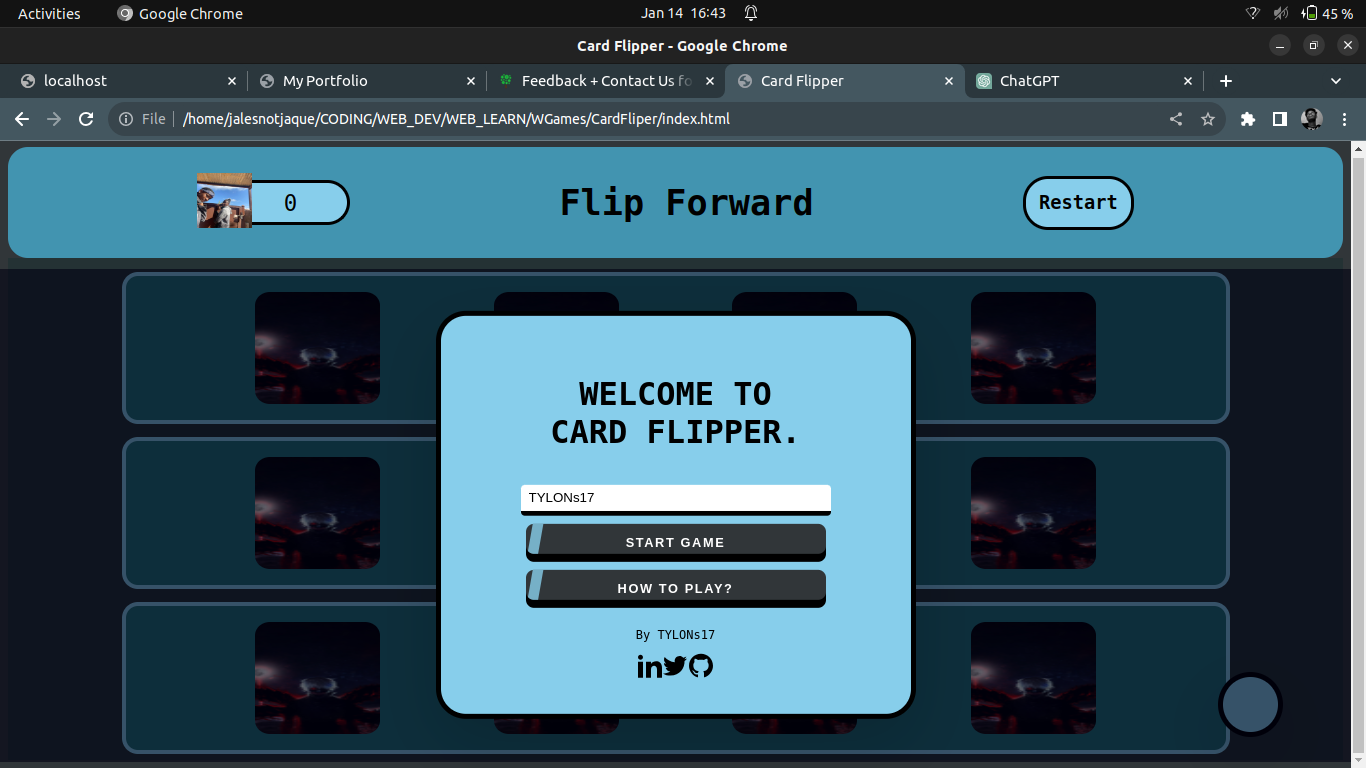 Activities
Google Chrome
Jan 14 16:43
45 %
Card Flipper - Google Chrome
localhost
My Portfolio
Feedback + Contact Us fo
Card Flipper
ChatGPT
File
/home/jalesnotjaque/CODING/WEB_DEV/WEB_LEARN/WGames/CardFliper/index.html
0
Flip Forward
Restart
WELCOME TO
CARD FLIPPER.
TYLONs17
START GAME
HOW TO PLAY?
By TYLONs17
in